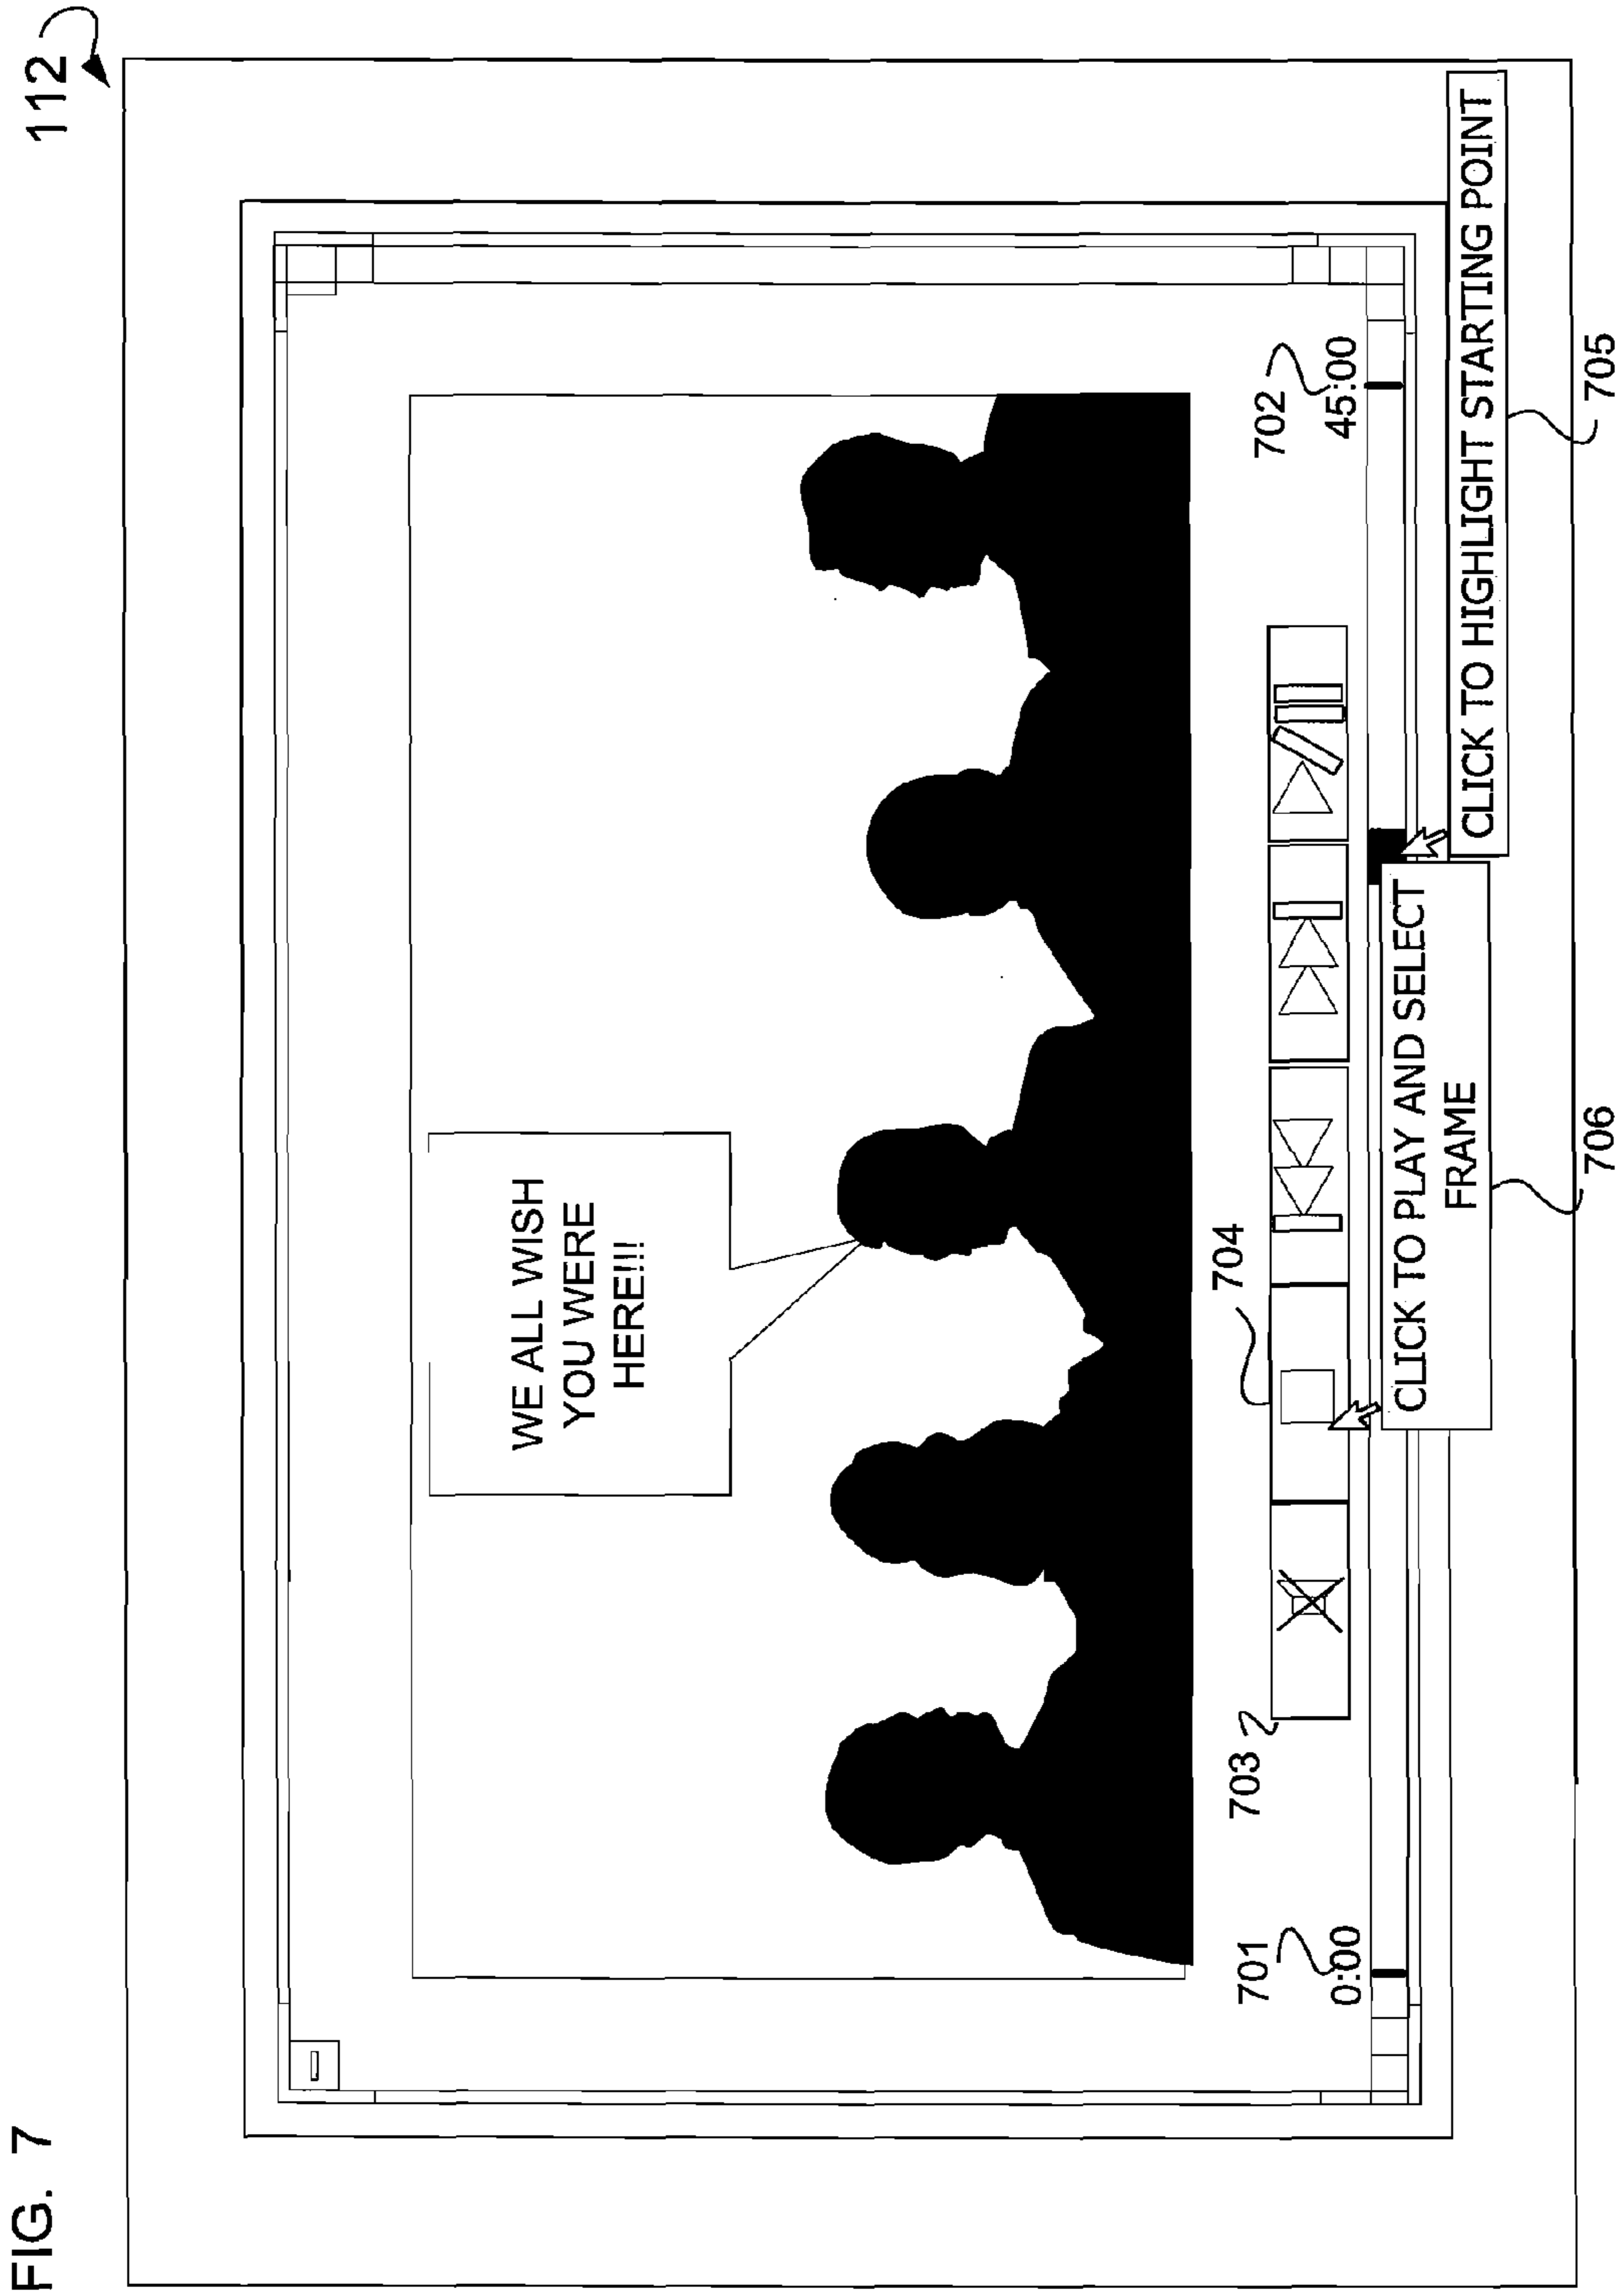 FIG. 7
112
WE ALL WISH
YOU WERE
HERE!!!!
701
0:00
703
704
702
45:00
CLICK TO PLAY AND SELECT
FRAME
CLICK TO HIGHLIGHT STARTING POINT
706
705